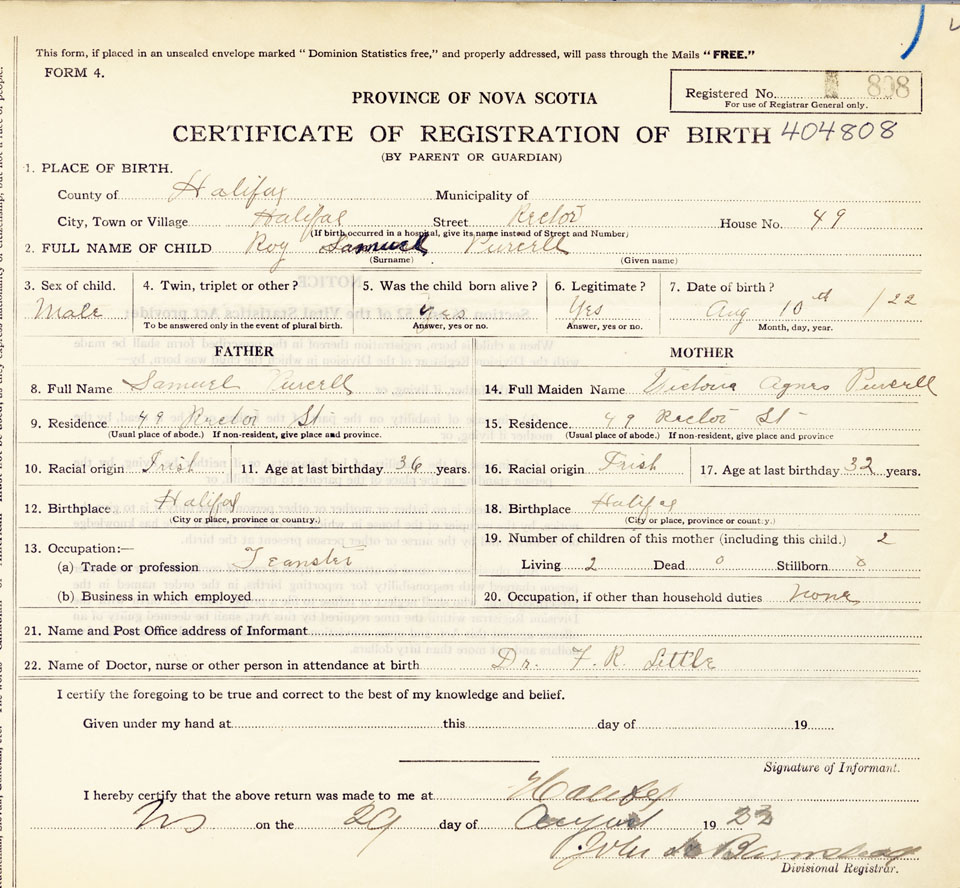 This form, if placed in an unsealed envelope marked “ Dominion Statistics free,” and properly addressed, will pass through the Mails “FREE.”
FORM 4.
Registered No. 808
For use of Registrar General only.
PROVINCE OF NOVA SCOTIA
CERTIFICATE OF REGISTRATION OF BIRTH 404808
(BY PARENT OR GUARDIAN)
1. PLACE OF BIRTH.
County of Halifax Municipality of
City, Town or Village Halifax Street Rector House No. 49
(If birth occurred in a hospital, give its name instead of Street and Number)
2. FULL NAME OF CHILD Roy Samuel Purcell
(Surname) (Given name)
3. Sex of child. 4. Twin, triplet or other? 5. Was the child born alive? 6. Legitimate? 7. Date of birth?
Male yes Yes Aug 10th /22
To be answered only in the event of plural birth. Answer, yes or no. Answer, yes or no. Month, day, year.
FATHER MOTHER
8. Full Name Samuel Purcell 14. Full Maiden Name Victoria Agnes Purcell
9. Residence 49 Rector St 15. Residence 49 Rector St
(Usual place of abode.) If non-resident, give place and province. (Usual place of abode.) If non-resident, give place and province
10. Racial origin Irish 11. Age at last birthday 36 years. 16. Racial origin Irish 17. Age at last birthday 32 years.
12. Birthplace Halifax 18. Birthplace Halifax
(City or place, province or country.) (City or place, province or country.)
13. Occupation:— 19. Number of children of this mother (including this child.) 2
(a) Trade or profession Teamster Living 2 Dead 0 Stillborn 0
(b) Business in which employed 20. Occupation, if other than household duties none
21. Name and Post Office address of Informant
22. Name of Doctor, nurse or other person in attendance at birth Dr. F. R. Little
I certify the foregoing to be true and correct to the best of my knowledge and belief.
Given under my hand at this day of 19
Signature of Informant.
I hereby certify that the above return was made to me at Halifax
NS on the 29 day of August 19
John
Divisional Registrar.